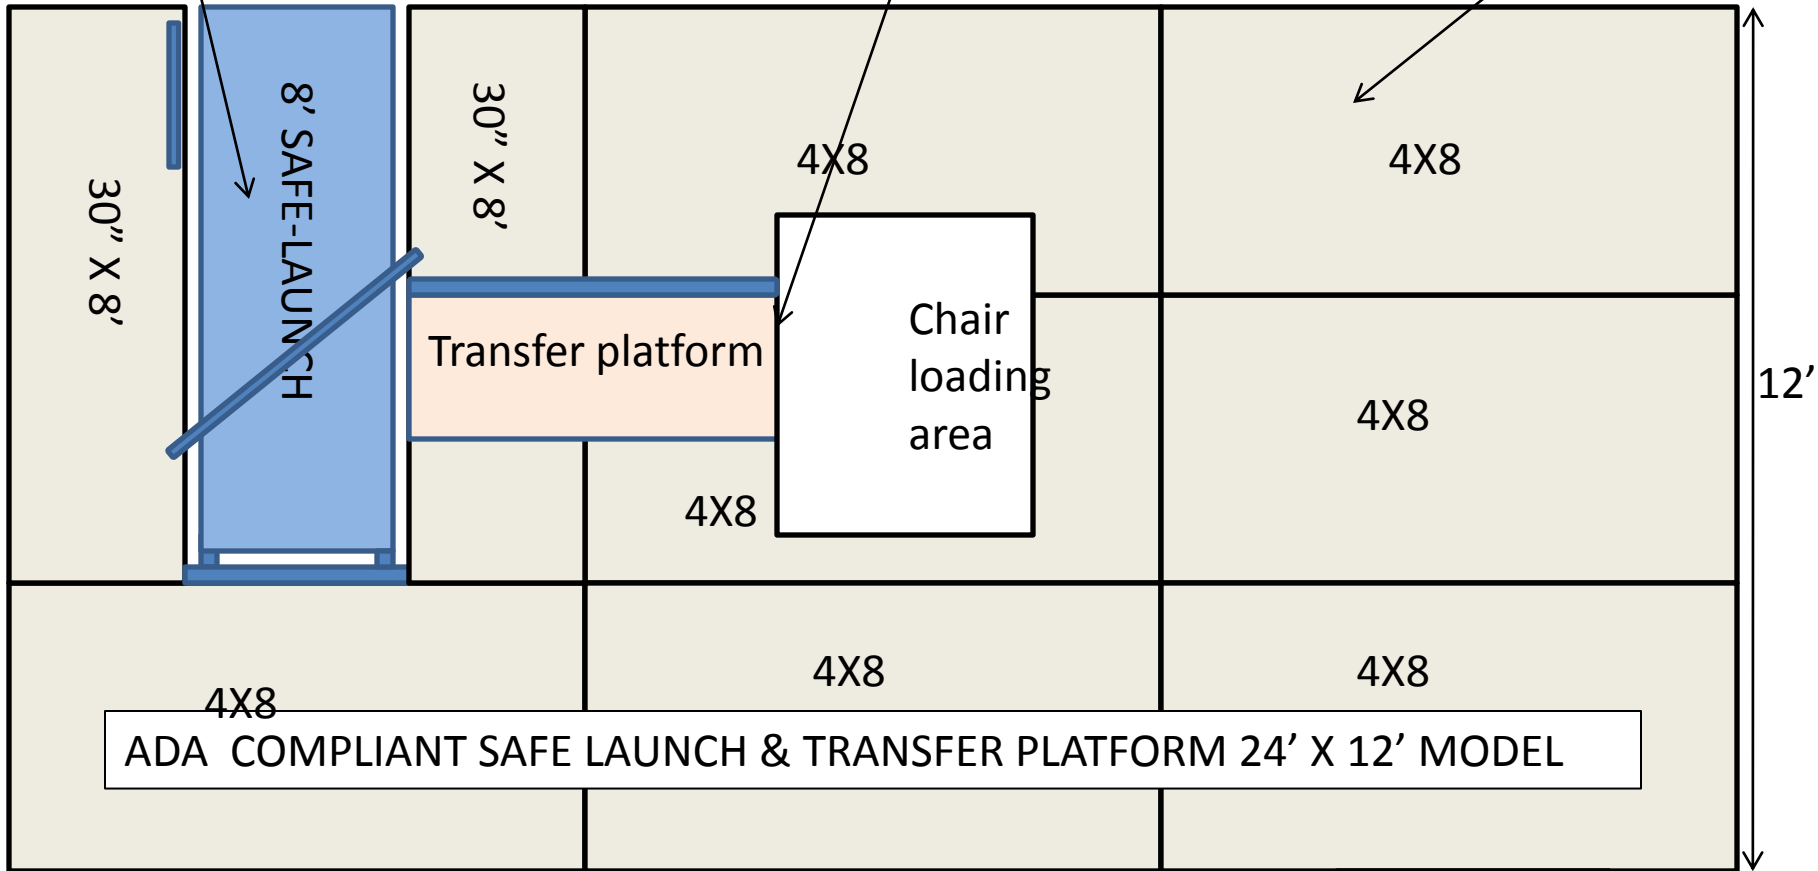 30” X 8’
8’ SAFE-LAUNCH
30” X 8’
4X8
4X8
Transfer platform
Chair
loading
area
4X8
12’
4X8
4X8
4X8
4X8
ADA  COMPLIANT SAFE LAUNCH & TRANSFER PLATFORM 24’ X 12’ MODEL